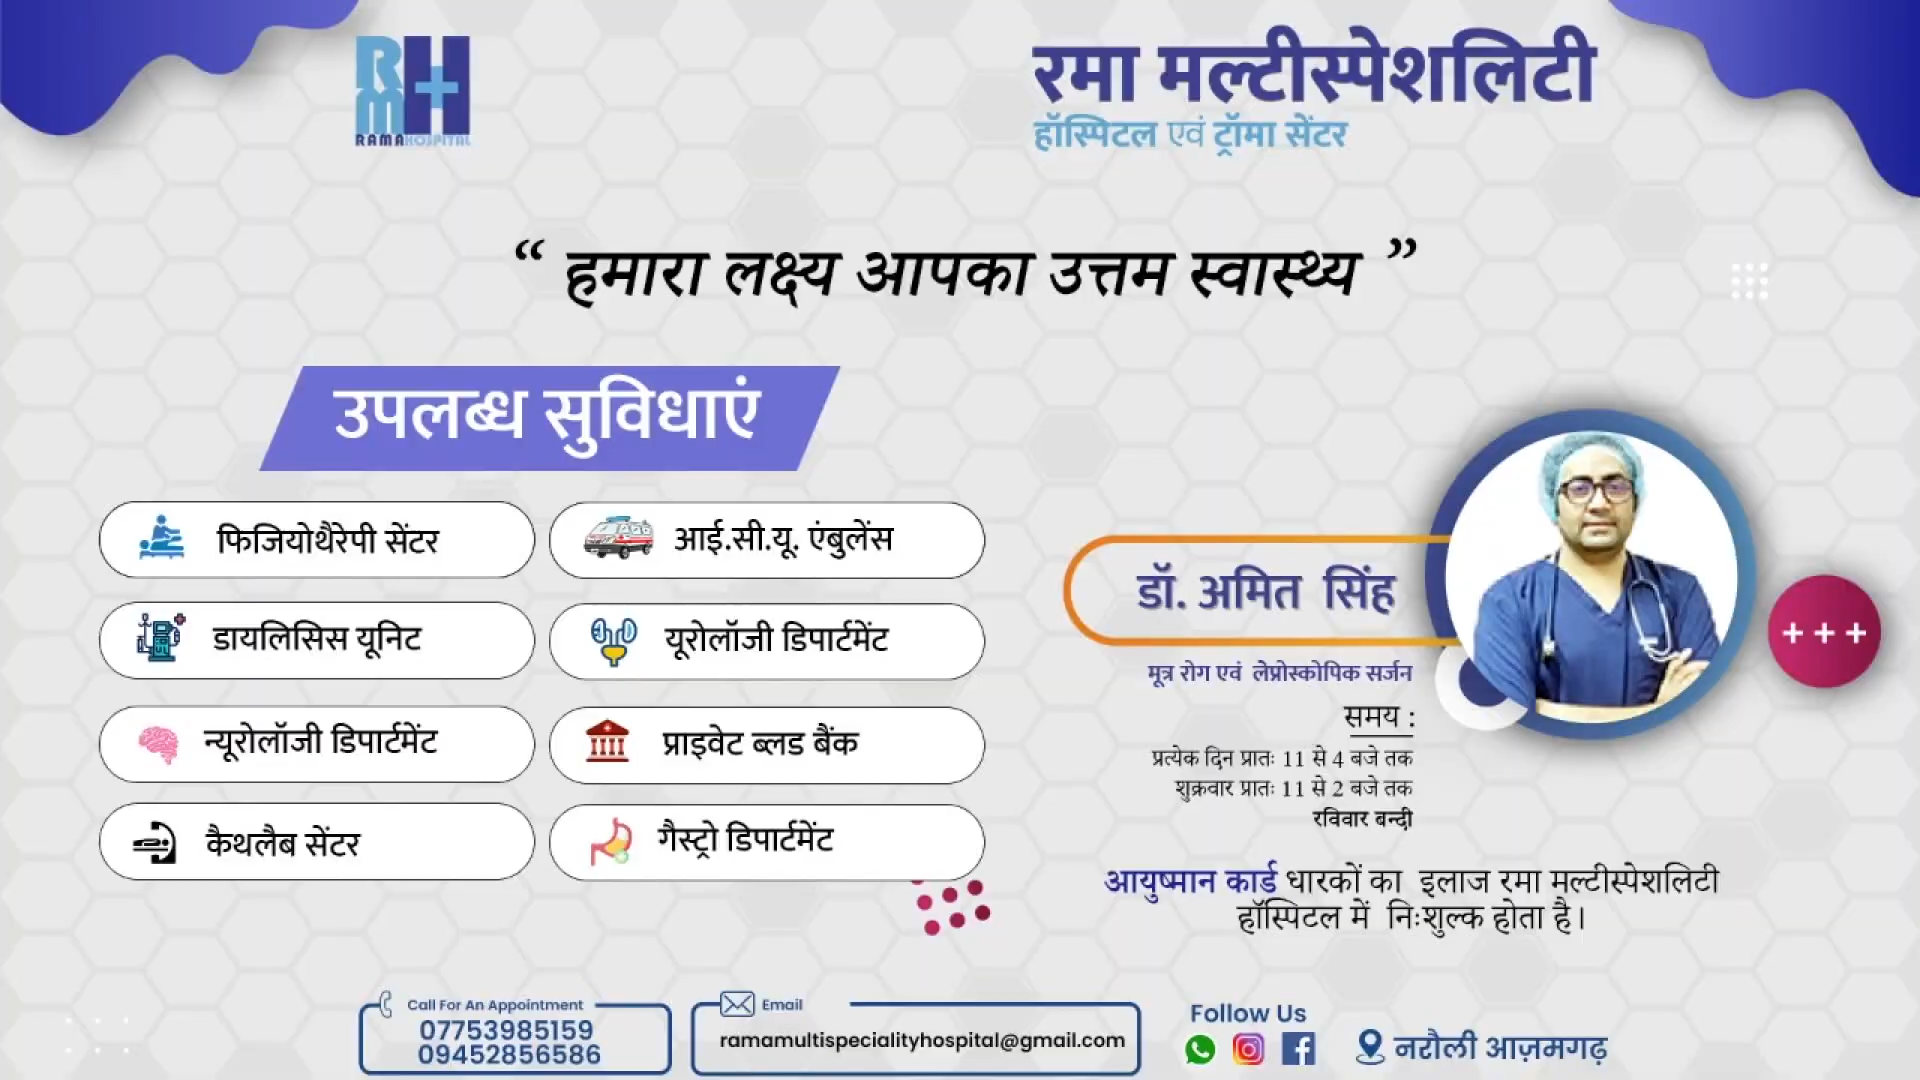 RAMAHOSPITAL
रमा मल्टीस्पेशलिटी
हॉस्पिटल एवं ट्रॉमा सेंटर
“ हमारा लक्ष्य आपका उत्तम स्वास्थ्य ”
उपलब्ध सुविधाएं
फिजियोथैरेपी सेंटर
आई.सी.यू. एंबुलेंस
डायलिसिस यूनिट
यूरोलॉजी डिपार्टमेंट
न्यूरोलॉजी डिपार्टमेंट
प्राइवेट ब्लड बैंक
कैथलैब सेंटर
गैस्ट्रो डिपार्टमेंट
डॉ. अमित सिंह
मूत्र रोग एवं लेप्रोस्कोपिक सर्जन
समय :
प्रत्येक दिन प्रातः 11 से 4 बजे तक
शुक्रवार प्रातः 11 से 2 बजे तक
रविवार बन्दी
आयुष्मान कार्ड धारकों का इलाज रमा मल्टीस्पेशलिटी
हॉस्पिटल में निःशुल्क होता है।
Call For An Appointment
07753985159
09452856586
Email
ramamultispecialityhospital@gmail.com
Follow Us
नरौली आज़मगढ़